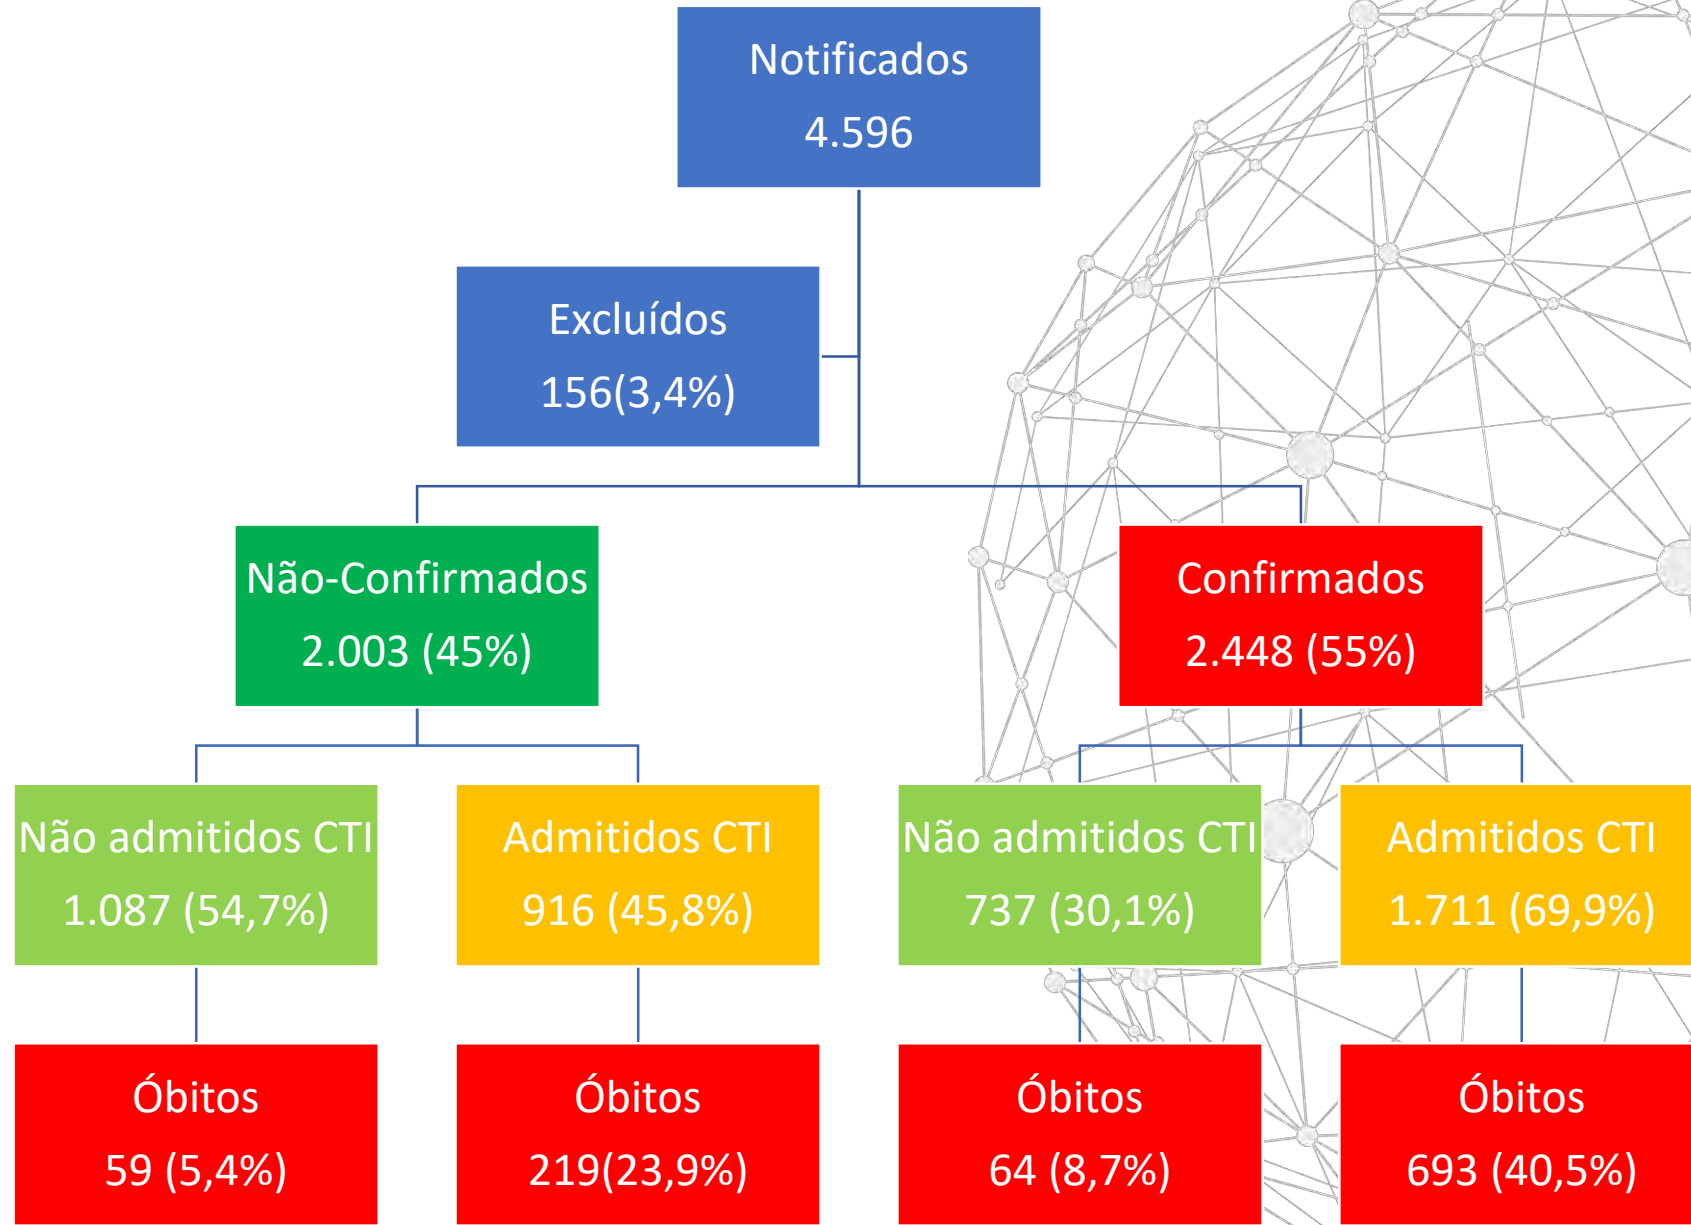 Notificados
4.596
Excluídos
156(3,4%)
Não-Confirmados
2.003 (45%)
Confirmados
2.448 (55%)
Não admitidos CTI
1.087 (54,7%)
Admitidos CTI
916 (45,8%)
Não admitidos CTI
737 (30,1%)
Admitidos CTI
1.711 (69,9%)
Óbitos
59 (5,4%)
Óbitos
219(23,9%)
Óbitos
64 (8,7%)
Óbitos
693 (40,5%)